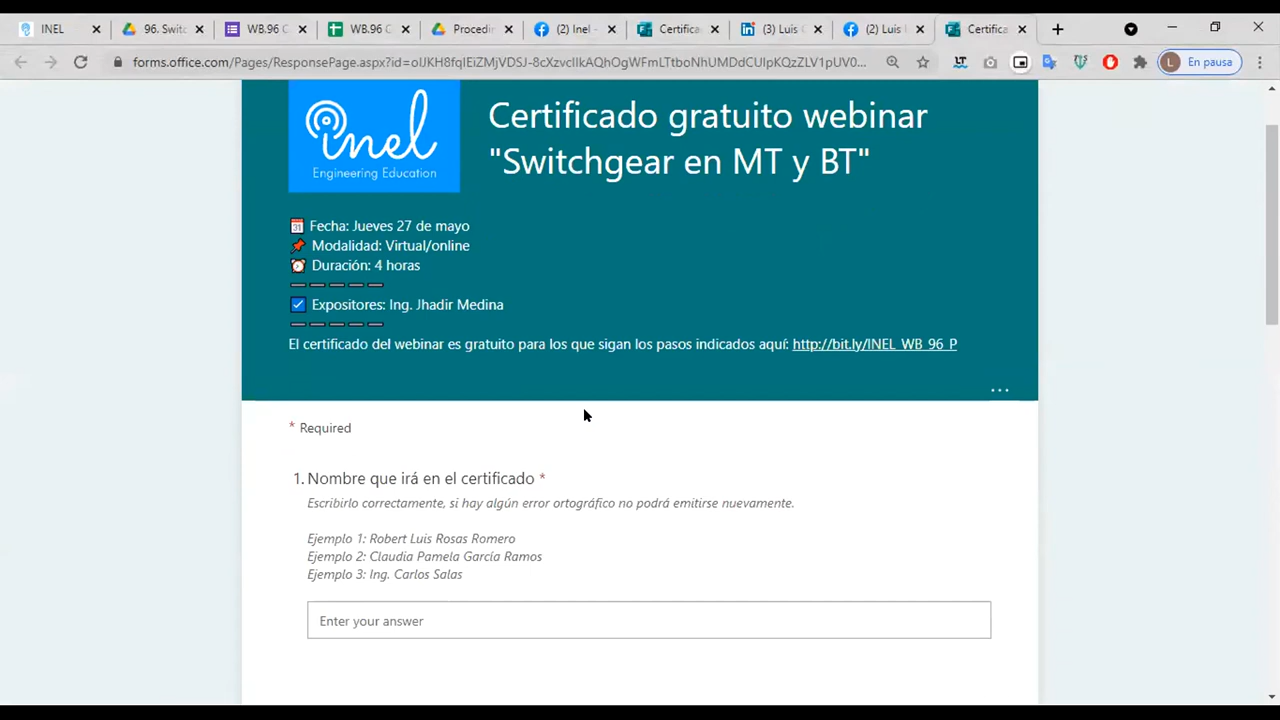 INEL
96. Switc
WB.96 C
WB.96 C
Procedin
(2) Inel -
Certifica
(3) Luis C
(2) Luis
Certifica
forms.office.com/Pages/ResponsePage.aspx?id=
En pausa
inel
Engineering Education
Certificado gratuito webinar
"Switchgear en MT y BT"
31 Fecha: Jueves 27 de mayo
Modalidad: Virtual/online
Duración: 4 horas
Expositores: Ing. Jhadir Medina
El certificado del webinar es gratuito para los que sigan los pasos indicados aquí: http://bit.ly/INEL_WB_96_P
...
* Required
1. Nombre que irá en el certificado *
Escribirlo correctamente, si hay algún error ortográfico no podrá emitirse nuevamente.
Ejemplo 1: Robert Luis Rosas Romero
Ejemplo 2: Claudia Pamela García Ramos
Ejemplo 3: Ing. Carlos Salas
Enter your answer